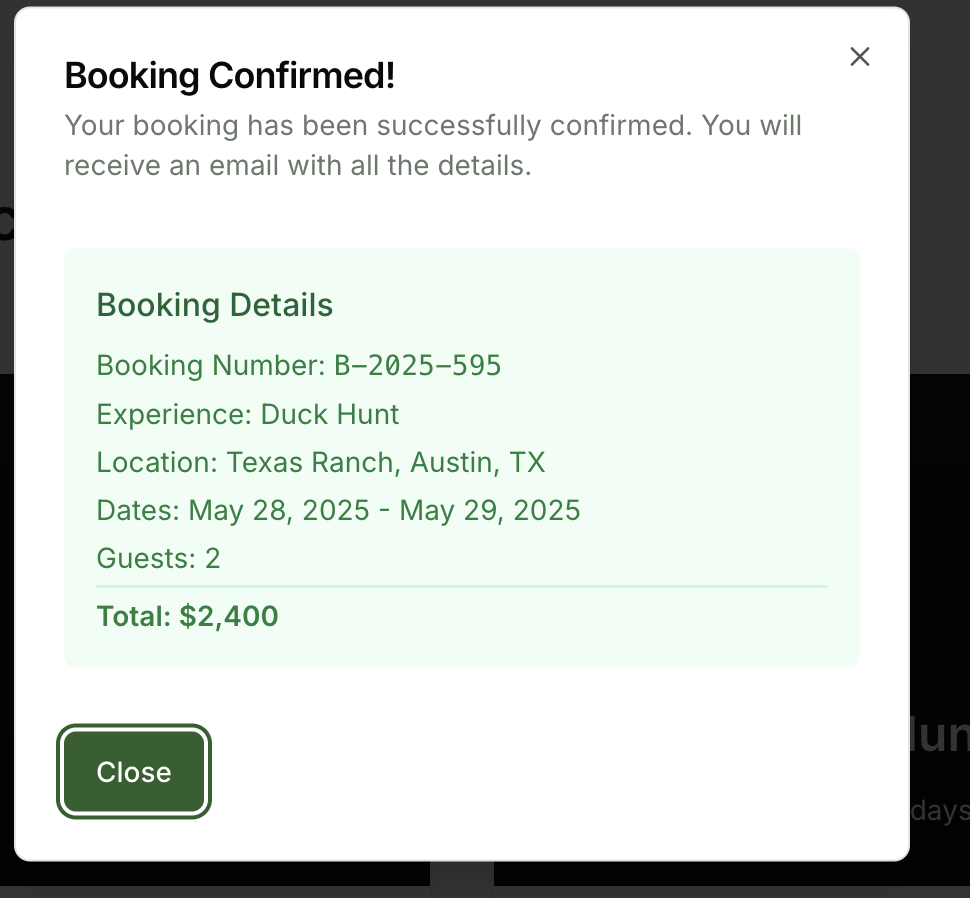 Booking Confirmed!
Your booking has been successfully confirmed. You will
receive an email with all the details.
Booking Details
Booking Number: B–2025–595
Experience: Duck Hunt
Location: Texas Ranch, Austin, TX
Dates: May 28, 2025 - May 29, 2025
Guests: 2
Total: $2,400
days
Close